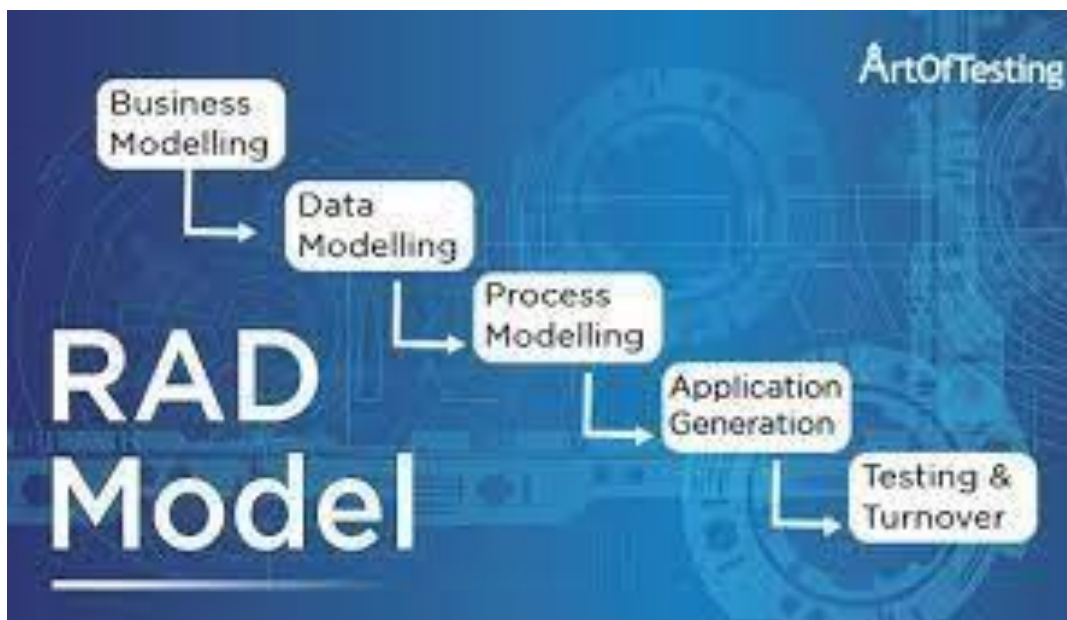 ArtOfTesting
Business
Modelling
Data
Modelling
Process
Modelling
Application
Generation
Testing &
Turnover
RAD
Model